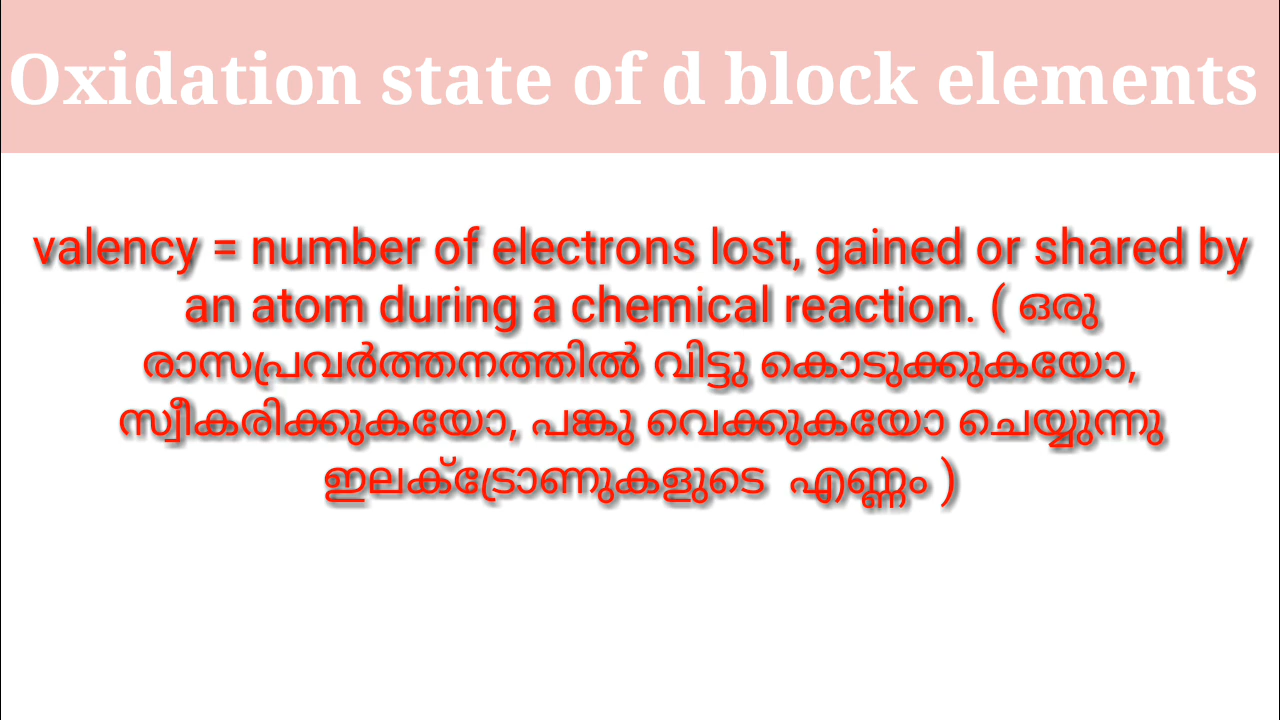 Oxidation state of d block elements
valency = number of electrons lost, gained or shared by
an atom during a chemical reaction. ( ഒരു
രാസപ്രവർത്തനത്തിൽ വിട്ടു കൊടുക്കുകയോ,
സ്വീകരിക്കുകയോ, പങ്കു വെക്കുകയോ ചെയ്യുന്നു
ഇലക്ട്രോണുകളുടെ  എണ്ണം )